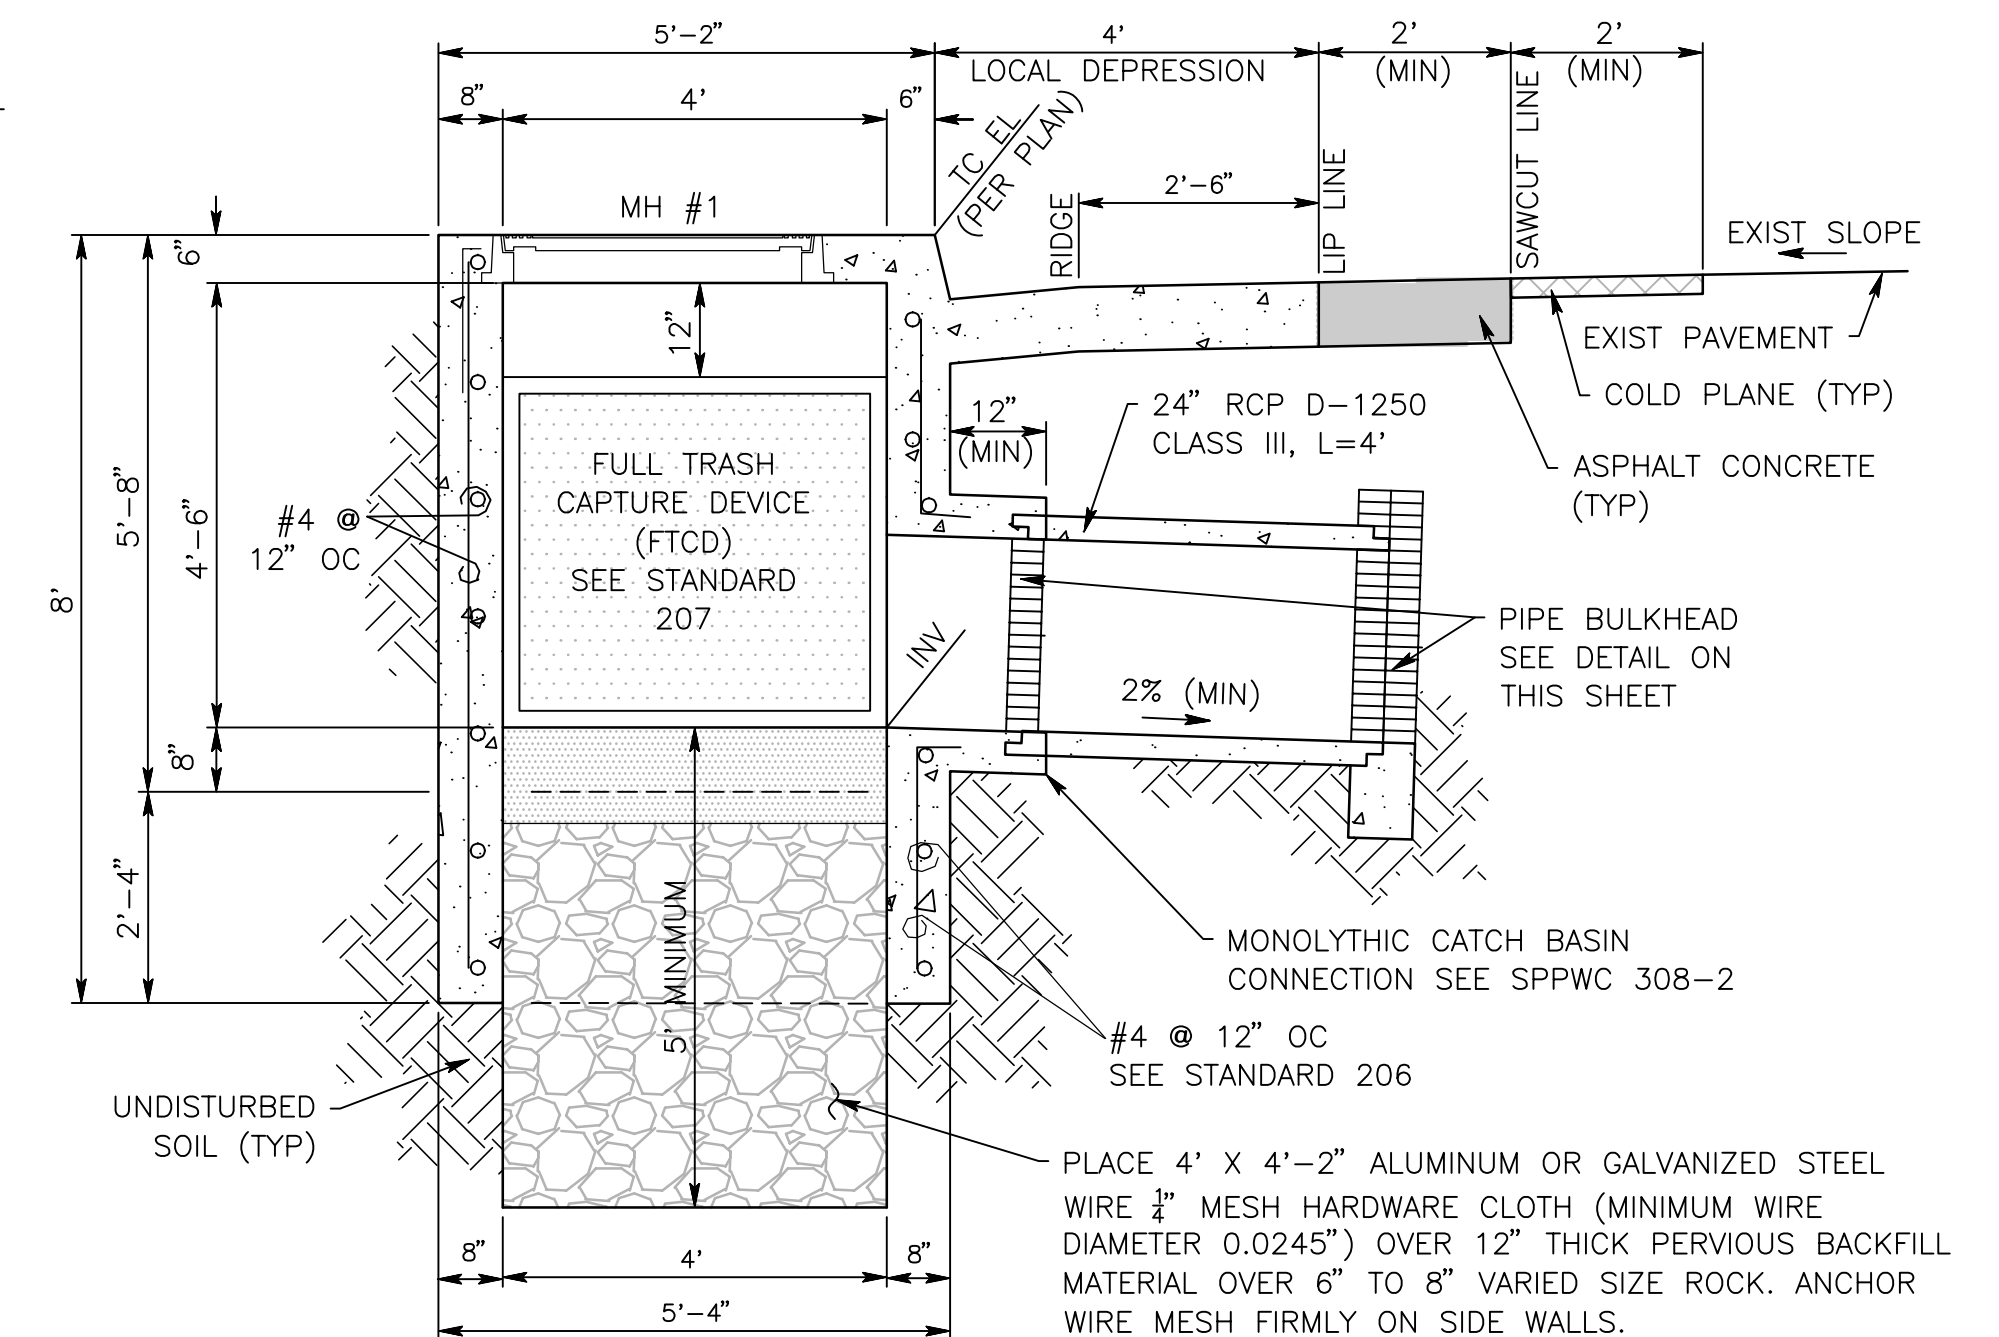 5'-2"
4'
2'
2'
LOCAL DEPRESSION
(MIN)
(MIN)
8"
4'
6"
TC EL
(PER PLAN)
RIDGE
2'-6"
LIP LINE
SAWCUT LINE
MH #1
EXIST SLOPE
6"
12"
EXIST PAVEMENT
COLD PLANE (TYP)
12"
(MIN)
24" RCP D-1250
CLASS III, L=4'
ASPHALT CONCRETE
(TYP)
FULL TRASH
CAPTURE DEVICE
(FTCD)
SEE STANDARD
207
#4 @
12" OC
8'
5'-8"
4'-6"
PIPE BULKHEAD
SEE DETAIL ON
THIS SHEET
INV
2% (MIN)
8"
2'-4"
5' MINIMUM
MONOLYTHIC CATCH BASIN
CONNECTION SEE SPPWC 308-2
#4 @ 12" OC
SEE STANDARD 206
UNDISTURBED
SOIL (TYP)
PLACE 4' X 4'-2" ALUMINUM OR GALVANIZED STEEL
WIRE 1/4" MESH HARDWARE CLOTH (MINIMUM WIRE
DIAMETER 0.0245") OVER 12" THICK PERVIOUS BACKFILL
MATERIAL OVER 6" TO 8" VARIED SIZE ROCK. ANCHOR
WIRE MESH FIRMLY ON SIDE WALLS.
8"
4'
8"
5'-4"